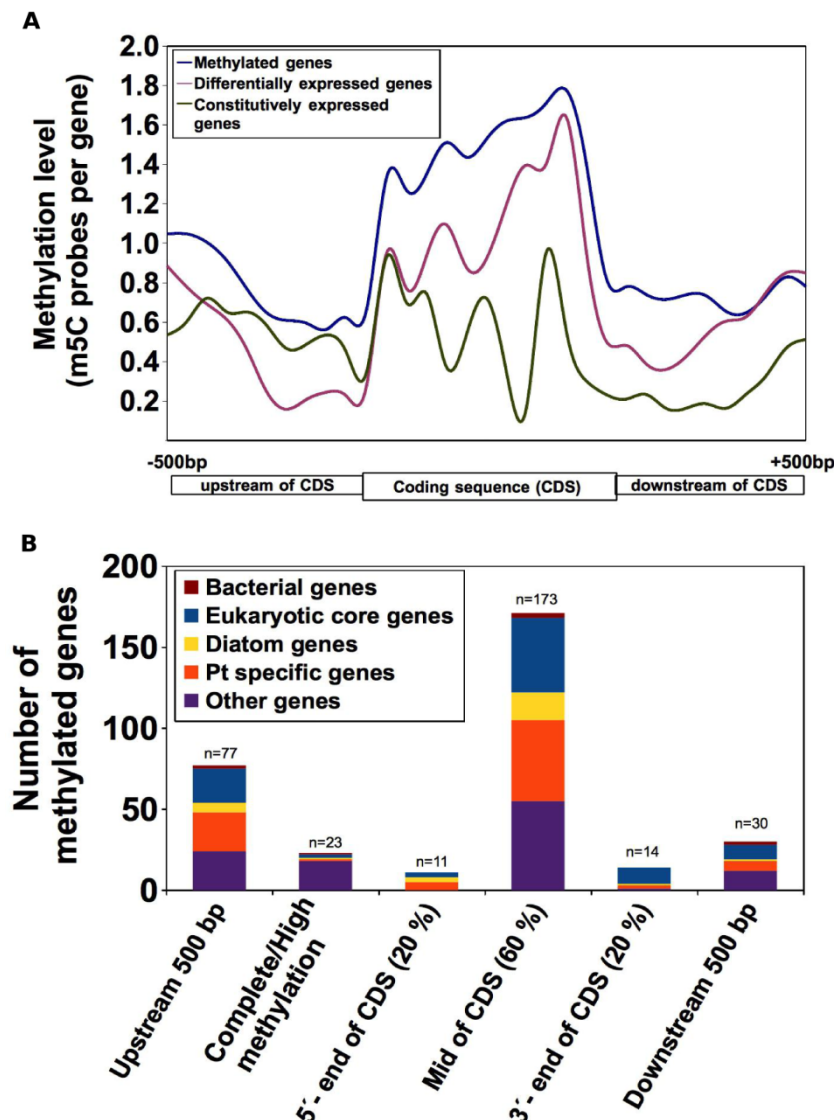 A
Methylation level
(m5C probes per gene)
2.0
1.8
1.6
1.4
1.2
1.0
0.8
0.6
0.4
0.2
Methylated genes
Differentially expressed genes
Constitutively expressed
genes
-500bp
+500bp
upstream of CDS
Coding sequence (CDS)
downstream of CDS
B
Number of
methylated genes
200
150
100
50
0
Bacterial genes
Eukaryotic core genes
Diatom genes
Pt specific genes
Other genes
n=77
n=23
n=11
n=173
n=14
n=30
Upstream 500 bp
Complete/High
methylation
5´- end of CDS (20 %)
Mid of CDS (60 %)
3´- end of CDS (20 %)
Downstream 500 bp